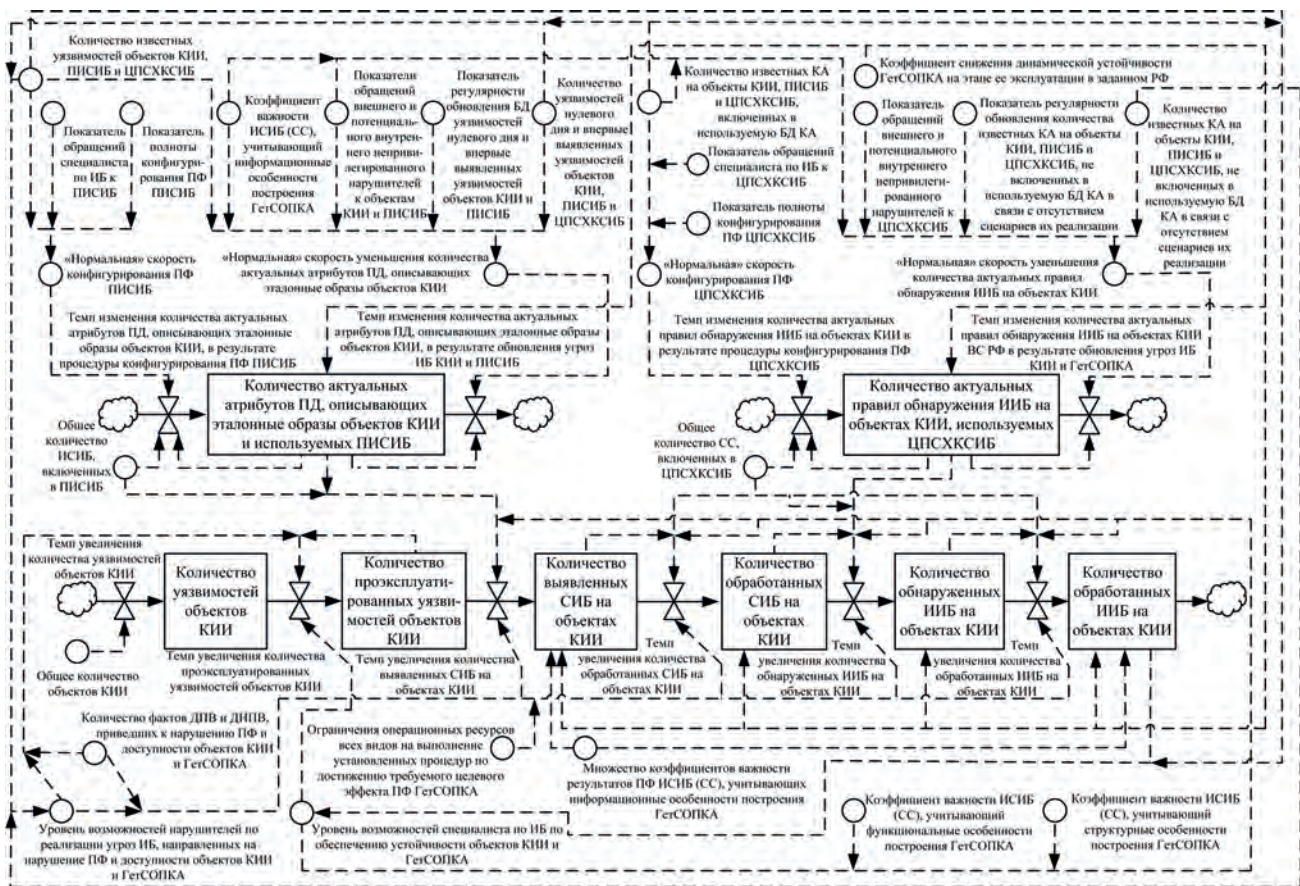 Количество известных
уязвимостей объектов КИИ,
ПИСИБ и ЦПСХКСИБ
Показатель
обращений
специалиста
по ИБ к
ПИСИБ
Показатель
полноты
конфигури-
рования ПФ
ПИСИБ
Коэффициент
важности
ИСИБ (СС),
учитывающий
информационные
особенности
построения
ГетСОПКА
Показатели
обращений
внешнего и
потенциаль-
ного внутрен-
него непривил-
легированного
нарушителей
к объектам
КИИ и ПИСИБ
Показатель
регулярности
обновления БД
уязвимостей
нулевого дня и
впервые
выявленных
уязвимостей
объектов КИИ и
ПИСИБ
Количество
уязвимостей
нулевого
дня и впервые
выявленных
уязвимостей
объектов
КИИ,
ПИСИБ и
ЦПСХКСИБ
Количество известных КА
на объекты КИИ, ПИСИБ
и ЦПСХКСИБ,
включенных в
используемую БД КА
Показатель обращений
специалиста по ИБ к
ЦПСХКСИБ
Показатель полноты
конфигурирования
ПФ ЦПСХКСИБ
Коэффициент снижения динамической устойчивости
ГетСОПКА на этапе ее эксплуатации в заданном РФ
Показатель
обращений
внешнего и
потенциального
внутреннего
непривилеги-
рованного
нарушителей к
ЦПСХКСИБ
Показатель регулярности
обновления количества
известных КА на объекты
КИИ, ПИСИБ и
ЦПСХКСИБ, не
включенных в
используемую БД КА в
связи с отсутствием
сценариев их реализации
Количество
известных КА на
объекты КИИ,
ПИСИБ и
ЦПСХКСИБ, не
включенных в
используемую БД
КА в связи с
отсутствием
сценариев их
реализации
«Нормальная» скорость
конфигурирования ПФ
ПИСИБ
«Нормальная» скорость уменьшения количества
актуальных атрибутов ПД, описывающих
эталонные образы объектов КИИ
«Нормальная» скорость
конфигурирования ПФ
ЦПСХКСИБ
«Нормальная» скорость уменьшения
количества актуальных правил
обнаружения ИИБ на объектах КИИ
Темп изменения количества актуальных
атрибутов ПД, описывающих эталонные
образы объектов КИИ, в результате
процедуры конфигурирования ПФ ПИСИБ
Темп изменения количества актуальных
атрибутов ПД, описывающих эталонные образы
объектов КИИ, в результате обновления угроз
ИБ КИИ и ПИСИБ
Темп изменения количества актуальных
правил обнаружения ИИБ на объектах КИИ в
результате процедуры конфигурирования ПФ
ЦПСХКСИБ
Темп изменения количества актуальных
правил обнаружения ИИБ на объектах КИИ
ВС РФ в результате обновления угроз ИБ
КИИ и ГетСОПКА
Количество актуальных
атрибутов ПД, описывающих
эталонные образы объектов КИИ
и используемых ПИСИБ
Количество актуальных
правил обнаружения ИИБ на
объектах КИИ, используемых
ЦПСХКСИБ
Общее
количество
ИСИБ,
включенных
в ПИСИБ
Общее
количество СС,
включенных в
ЦПСХКСИБ
Темп увеличения
количества уязвимостей
объектов КИИ
Количество
уязвимостей
объектов
КИИ
Количество
проэксплуати-
рованных уязви-
мостей объектов
КИИ
Количество
выявленных
СИБ на
объектах
КИИ
Количество
обработанных
СИБ на
объектах
КИИ
Количество
обнаруженных
ИИБ на
объектах КИИ
Количество
обработанных
ИИБ на
объектах КИИ
Общее количество
объектов КИИ
Темп увеличения количества
проэксплуатированных
уязвимостей объектов КИИ
Темп увеличения количества
выявленных СИБ на
объектах КИИ
Темп
увеличения количества
обработанных СИБ на
объектах КИИ
Темп
увеличения количества
обнаруженных ИИБ на
объектах КИИ
Темп
увеличения количества
обработанных ИИБ на
объектах КИИ
Количество фактов ДПВ и ДНПВ,
приведших к нарушению ПФ и
доступности объектов КИИ
и ГетСОПКА
Ограничения операционных ресурсов
всех видов на выполнение
установленных процедур по
достижению требуемого целевого
эффекта ПФ ГетСОПКА
Множество коэффициентов важности
результатов ПФ ИСИБ (СС), учитывающих
информационные особенности построения
ГетСОПКА
Уровень возможностей нарушителей по
реализации угроз ИБ, направленных на
нарушение ПФ и доступности объектов КИИ
и ГетСОПКА
Уровень возможностей специалиста по ИБ по
обеспечению устойчивости объектов КИИ и
ГетСОПКА
Коэффициент важности ИСИБ
(СС), учитывающий
функциональные особенности
построения ГетСОПКА
Коэффициент важности ИСИБ
(СС), учитывающий
структурные особенности
построения ГетСОПКА